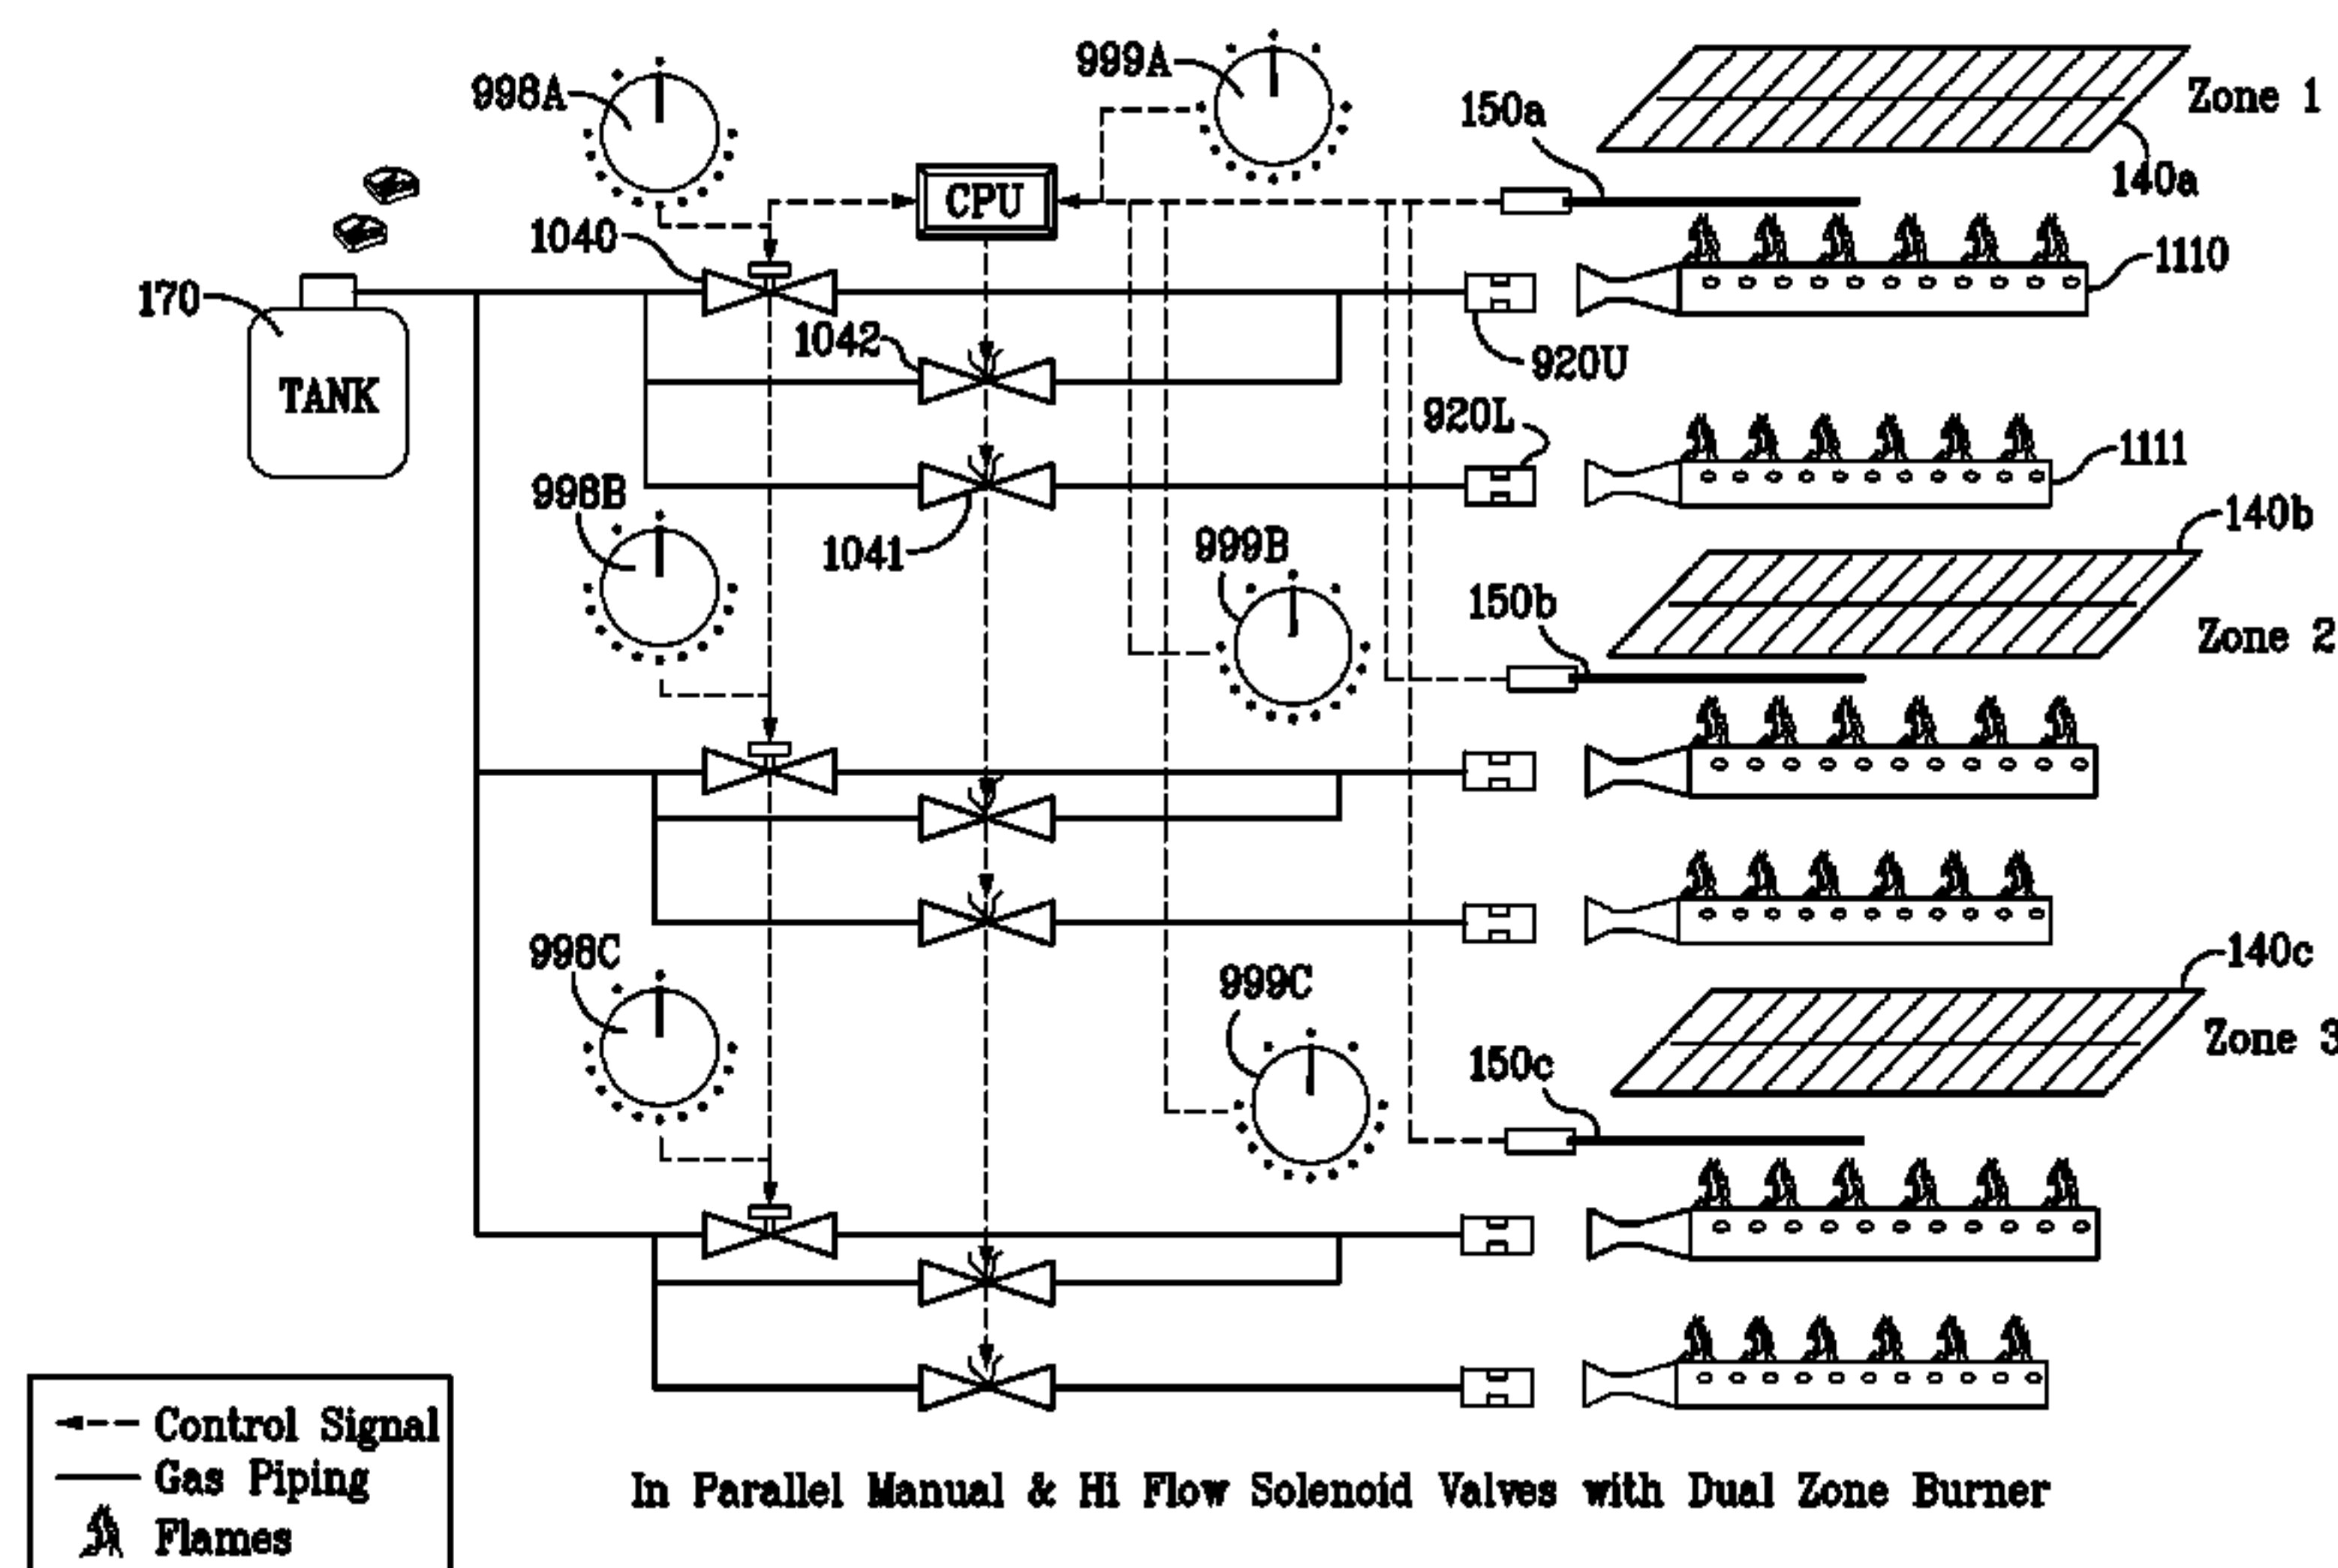 998A
999A
150a
Zone 1
140a
CPU
1040
1110
170
1042
920U
TANK
920L
1111
998B
1041
999B
140b
150b
Zone 2
998C
999C
140c
150c
Zone 3
Control Signal
Gas Piping
Flames
In Parallel Manual & Hi Flow Solenoid Valves with Dual Zone Burner